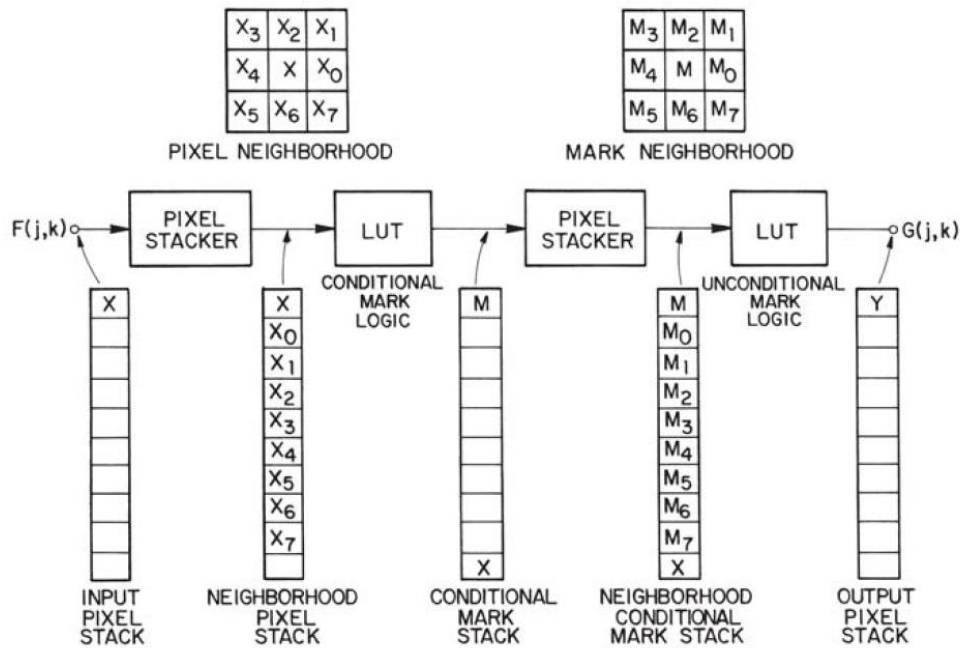 X3 X2 X1
X4 X X0
X5 X6 X7
PIXEL NEIGHBORHOOD
M3 M2 M1
M4 M M0
M5 M6 M7
MARK NEIGHBORHOOD
F(j,k)
PIXEL
STACKER
LUT
CONDITIONAL
MARK
LOGIC
PIXEL
STACKER
LUT
UNCONDITIONAL
MARK
LOGIC
G(j,k)
X
INPUT
PIXEL
STACK
X
X0
X1
X2
X3
X4
X5
X6
X7
NEIGHBORHOOD
PIXEL
STACK
M
X
CONDITIONAL
MARK
STACK
M
M0
M1
M2
M3
M4
M5
M6
M7
X
NEIGHBORHOOD
CONDITIONAL
MARK STACK
Y
OUTPUT
PIXEL
STACK